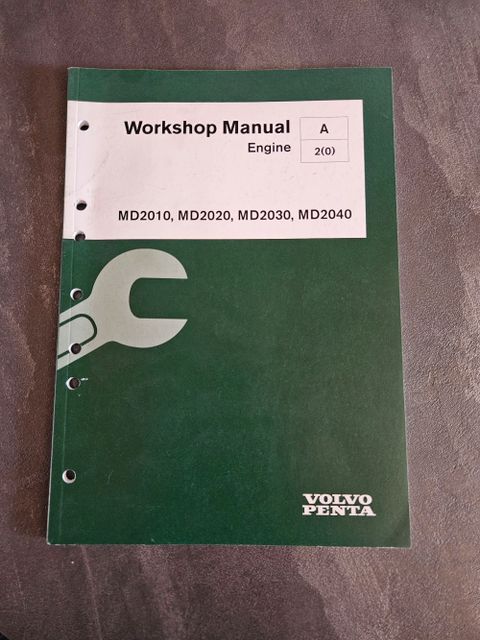 Workshop Manual
Engine
A
2(0)
MD2010, MD2020, MD2030, MD2040
VOLVO
PENTA